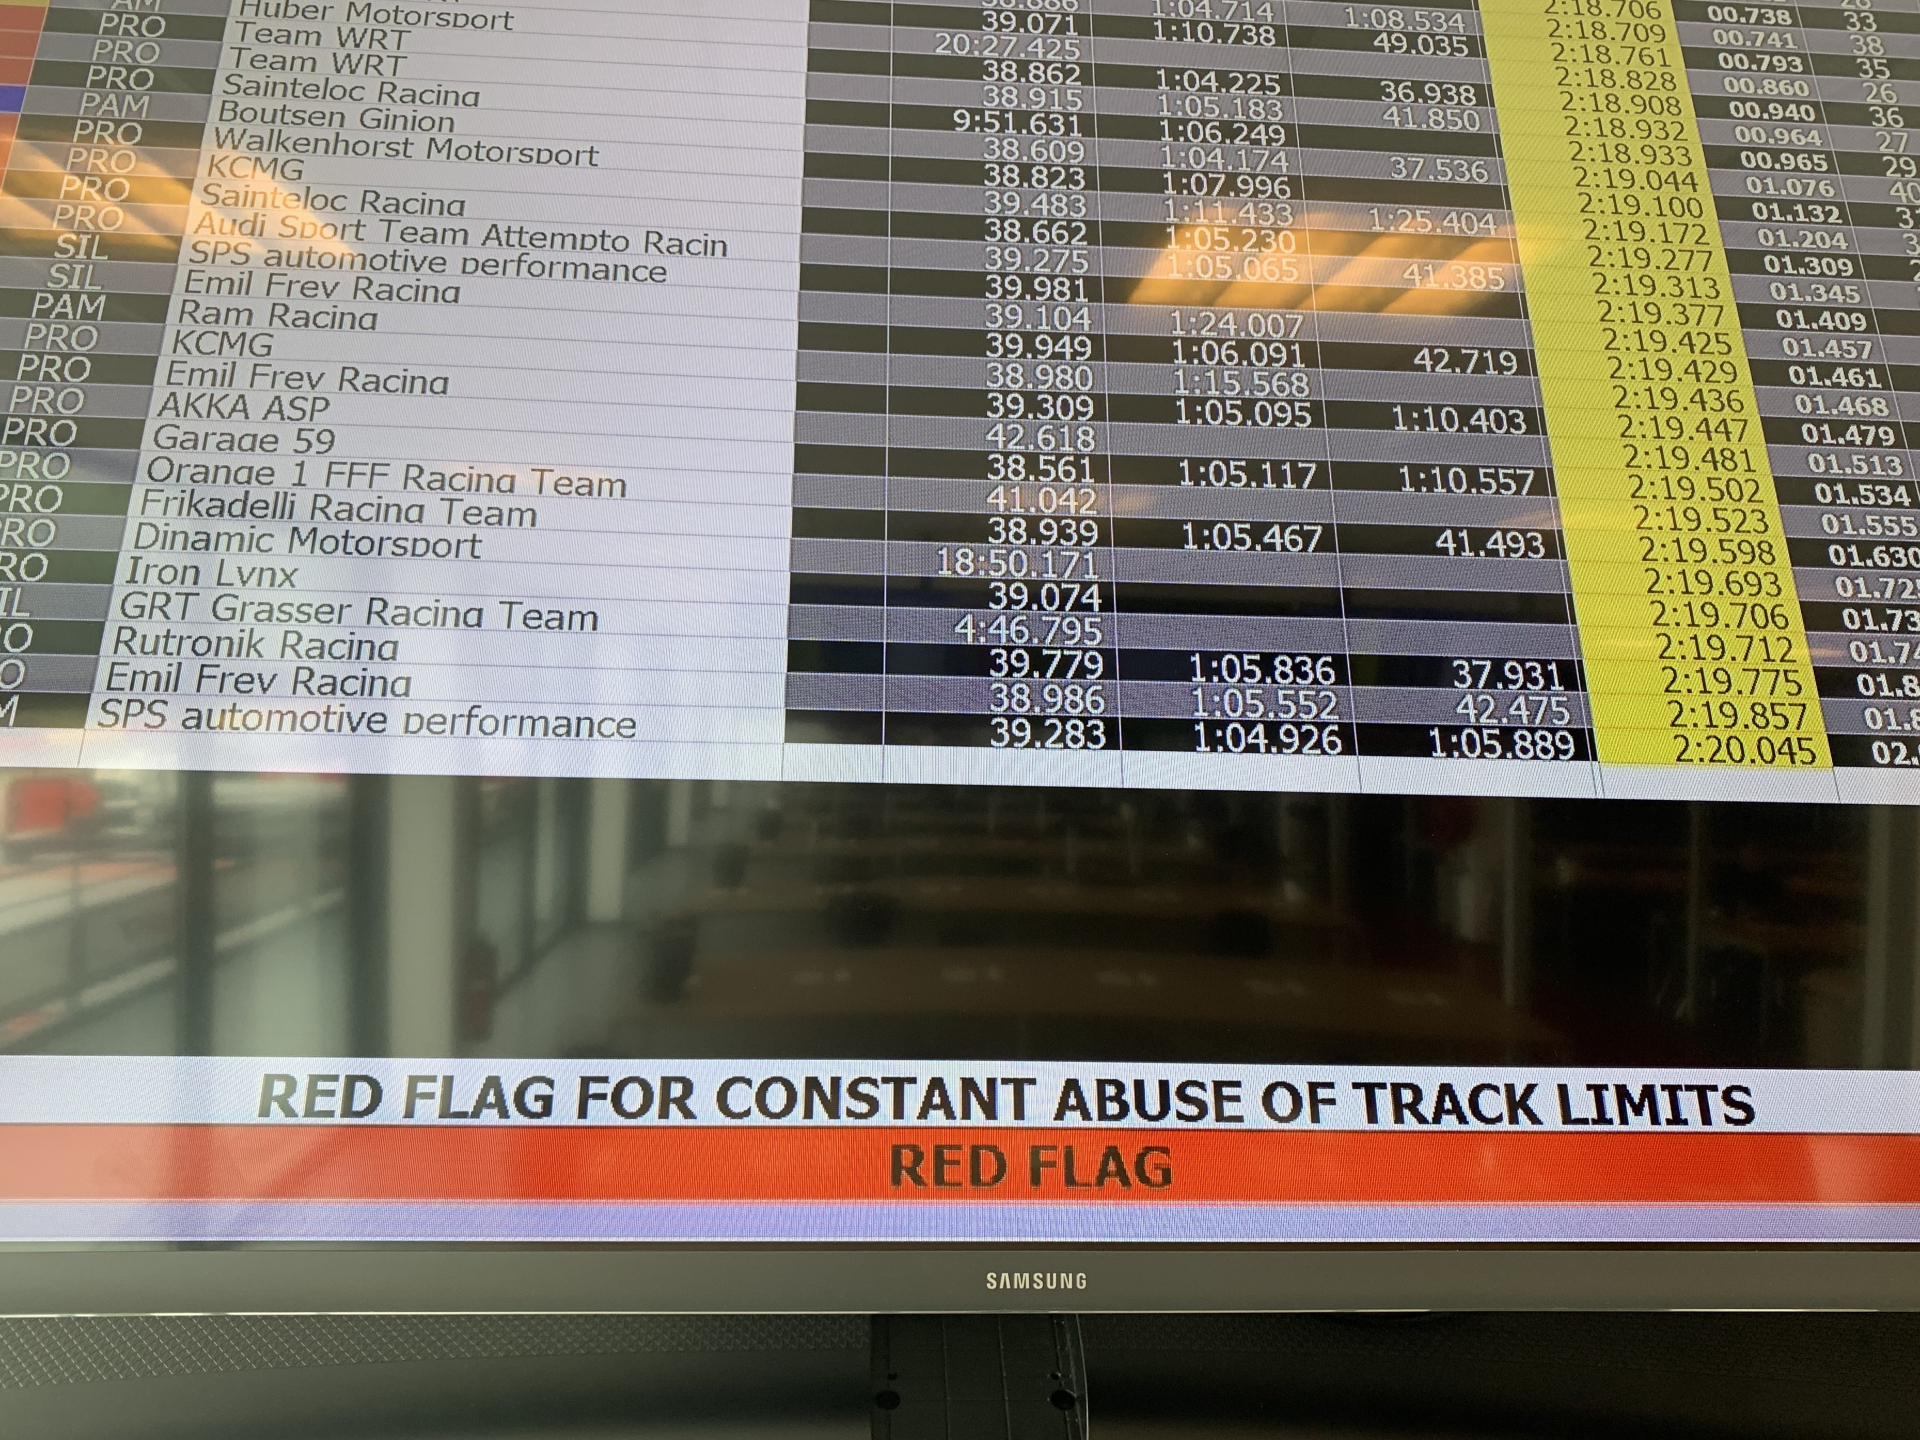 2:18.706 00.738 33
38.886 1:04.714 1:08.534 2:18.709 00.741 38
39.071 1:10.738 49.035 2:18.761 00.793 35
AM Huber Motorsport 20:27.425 2:18.828 00.860 26
PRO Team WRT 38.862 1:04.225 36.938 2:18.908 00.940 36
PRO Team WRT 38.915 1:05.183 41.850 2:18.932 00.964 27
PRO Sainteloc Racing 9:51.631 1:06.249 2:18.933 00.965 29
PAM Boutsen Ginion 38.609 1:04.174 37.536 2:19.044 01.076
PRO Walkenhorst Motorsport 38.823 1:07.996 2:19.100 01.132
PRO KCMG 39.483 1:11.433 1:25.404 2:19.172 01.204
PRO Sainteloc Racing 38.662 1:05.230 2:19.277 01.309
PRO Audi Sport Team Attempto Racin 39.275 1:05.065 41.385 2:19.313 01.345
SIL SPS automotive performance 39.981 2:19.377 01.409
SIL Emil Frey Racing 39.104 1:24.007 2:19.425 01.457
PAM Ram Racing 39.949 1:06.091 42.719 2:19.429 01.461
PRO KCMG 38.980 1:15.568 2:19.436 01.468
PRO Emil Frey Racing 39.309 1:05.095 1:10.403 2:19.447 01.479
PRO AKKA ASP 42.618 2:19.481 01.513
PRO Garage 59 38.561 1:05.117 1:10.557 2:19.502 01.534
PRO Orange 1 FFF Racing Team 41.042 2:19.523 01.555
PRO Frikadelli Racing Team 38.939 1:05.467 41.493 2:19.598 01.630
RO Dinamic Motorsport 18:50.171 2:19.693 01.72
RO Iron Lynx 39.074 2:19.706 01.73
IL GRT Grasser Racing Team 4:46.795 2:19.712 01.74
O Rutronik Racing 39.779 1:05.836 37.931 2:19.775 01.8
O Emil Frey Racing 38.986 1:05.552 42.475 2:19.857 01.8
M SPS automotive performance 39.283 1:04.926 1:05.889 2:20.045 02.
RED FLAG FOR CONSTANT ABUSE OF TRACK LIMITS
RED FLAG
SAMSUNG